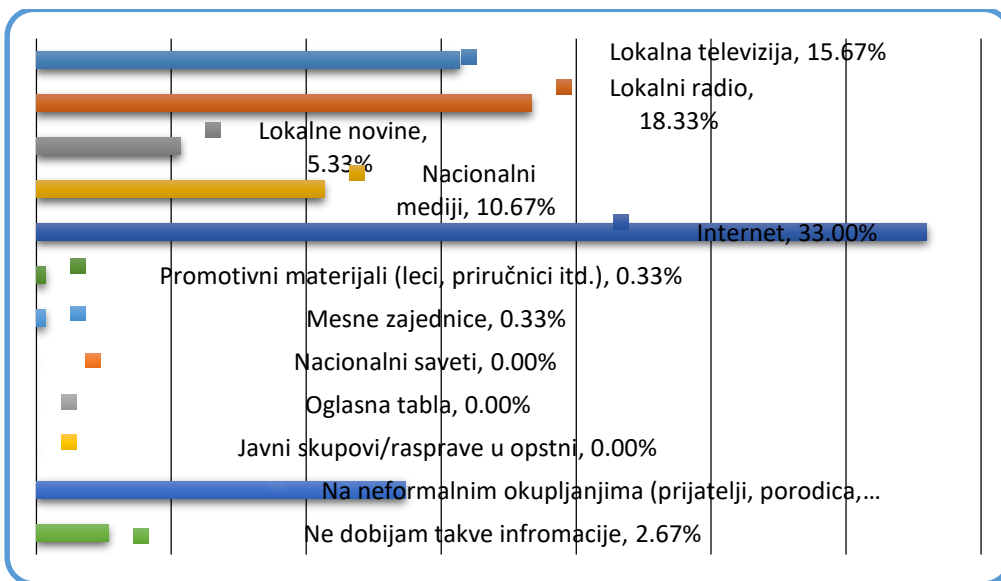 Lokalna televizija, 15.67%
Lokalni radio,
18.33%
Lokalne novine,
5.33%
Nacionalni
mediji, 10.67%
Internet, 33.00%
Promotivni materijali (leci, priručnici itd.), 0.33%
Mesne zajednice, 0.33%
Nacionalni saveti, 0.00%
Oglasna tabla, 0.00%
Javni skupovi/rasprave u opstni, 0.00%
Na neformalnim okupljanjima (prijatelji, porodica,...
Ne dobijam takve infromacije, 2.67%